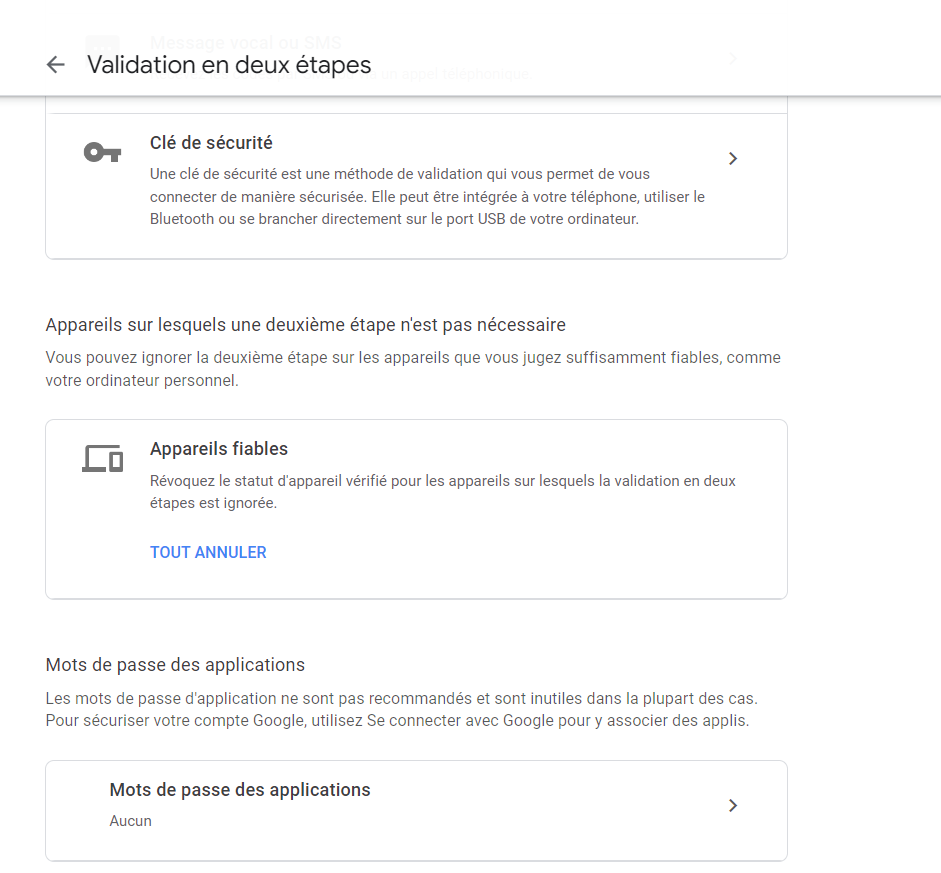 Message vocal ou SMS
Validation en deux étapes
un appel téléphonique
Clé de sécurité
Une clé de sécurité est une méthode de validation qui vous permet de vous
connecter de manière sécurisée. Elle peut être intégrée à votre téléphone, utiliser le
Bluetooth ou se brancher directement sur le port USB de votre ordinateur.
Appareils sur lesquels une deuxième étape n'est pas nécessaire
Vous pouvez ignorer la deuxième étape sur les appareils que vous jugez suffisamment fiables, comme
votre ordinateur personnel.
Appareils fiables
Révoquez le statut d'appareil vérifié pour les appareils sur lesquels la validation en deux
étapes est ignorée.
TOUT ANNULER
Mots de passe des applications
Les mots de passe d'application ne sont pas recommandés et sont inutiles dans la plupart des cas.
Pour sécuriser votre compte Google, utilisez Se connecter avec Google pour y associer des applis.
Mots de passe des applications
Aucun